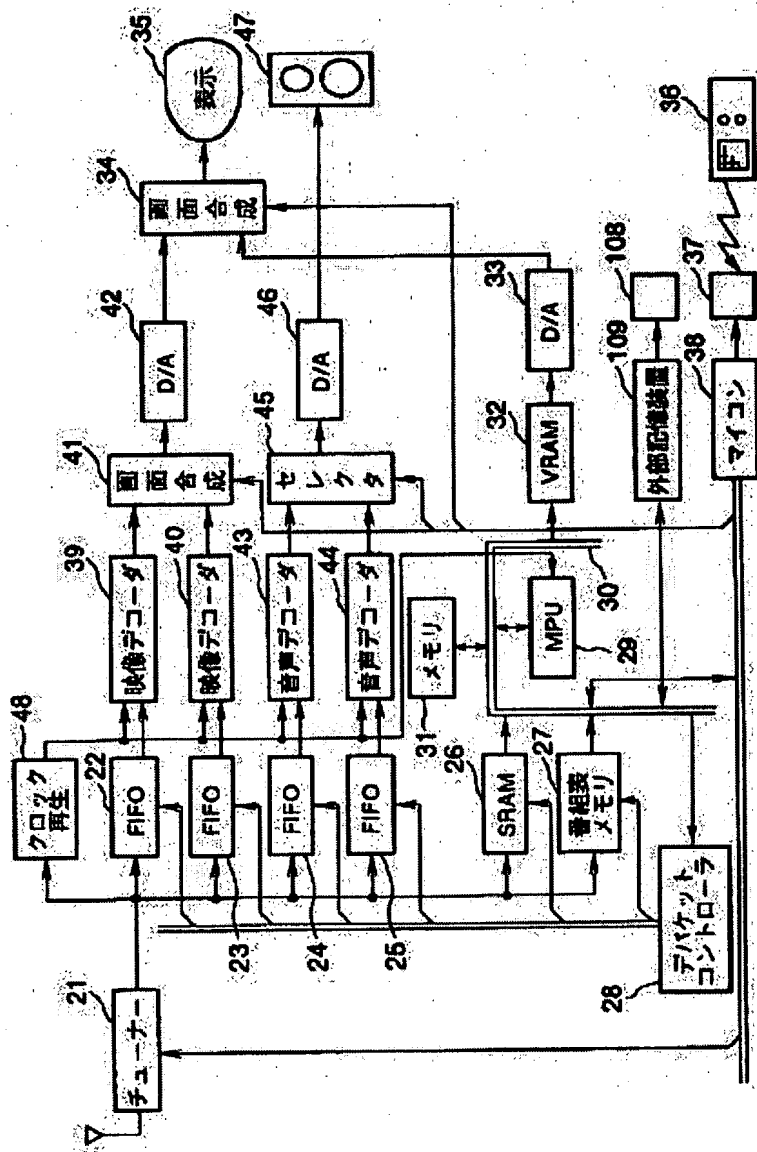 21
チューナー
48
クロック
再生
22
FIFO
23
FIFO
24
FIFO
25
FIFO
26
SRAM
27
番組表
メモリ
28
デパケット
コントローラ
39
映像デコーダ
40
映像デコーダ
43
音声デコーダ
44
音声デコーダ
31
メモリ
MPU
29
30
41
画面合成
45
セレクタ
42
D/A
46
D/A
32
VRAM
33
D/A
34
画面合成
35
表示
47
109
外部記憶装置
108
38
マイコン
37
36